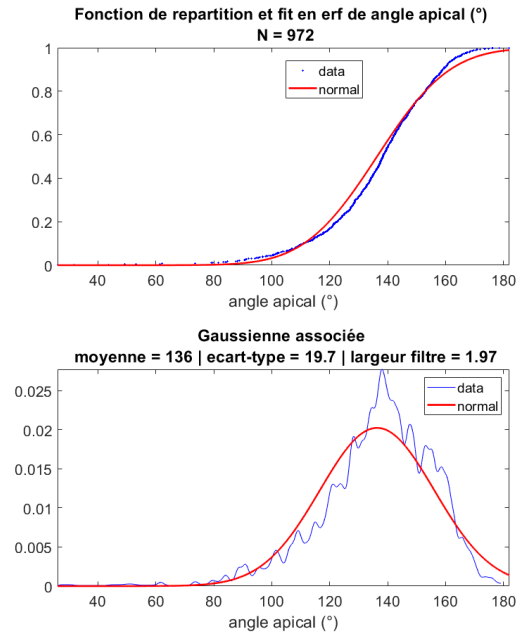 Fonction de repartition et fit en erf de angle apical (°)
N = 972
1
0.8
0.6
0.4
0.2
0
data
normal
40 60 80 100 120 140 160 180
angle apical (°)
Gaussienne associée
moyenne = 136 | ecart-type = 19.7 | largeur filtre = 1.97
0.025
0.02
0.015
0.01
0.005
0
data
normal
40 60 80 100 120 140 160 180
angle apical (°)